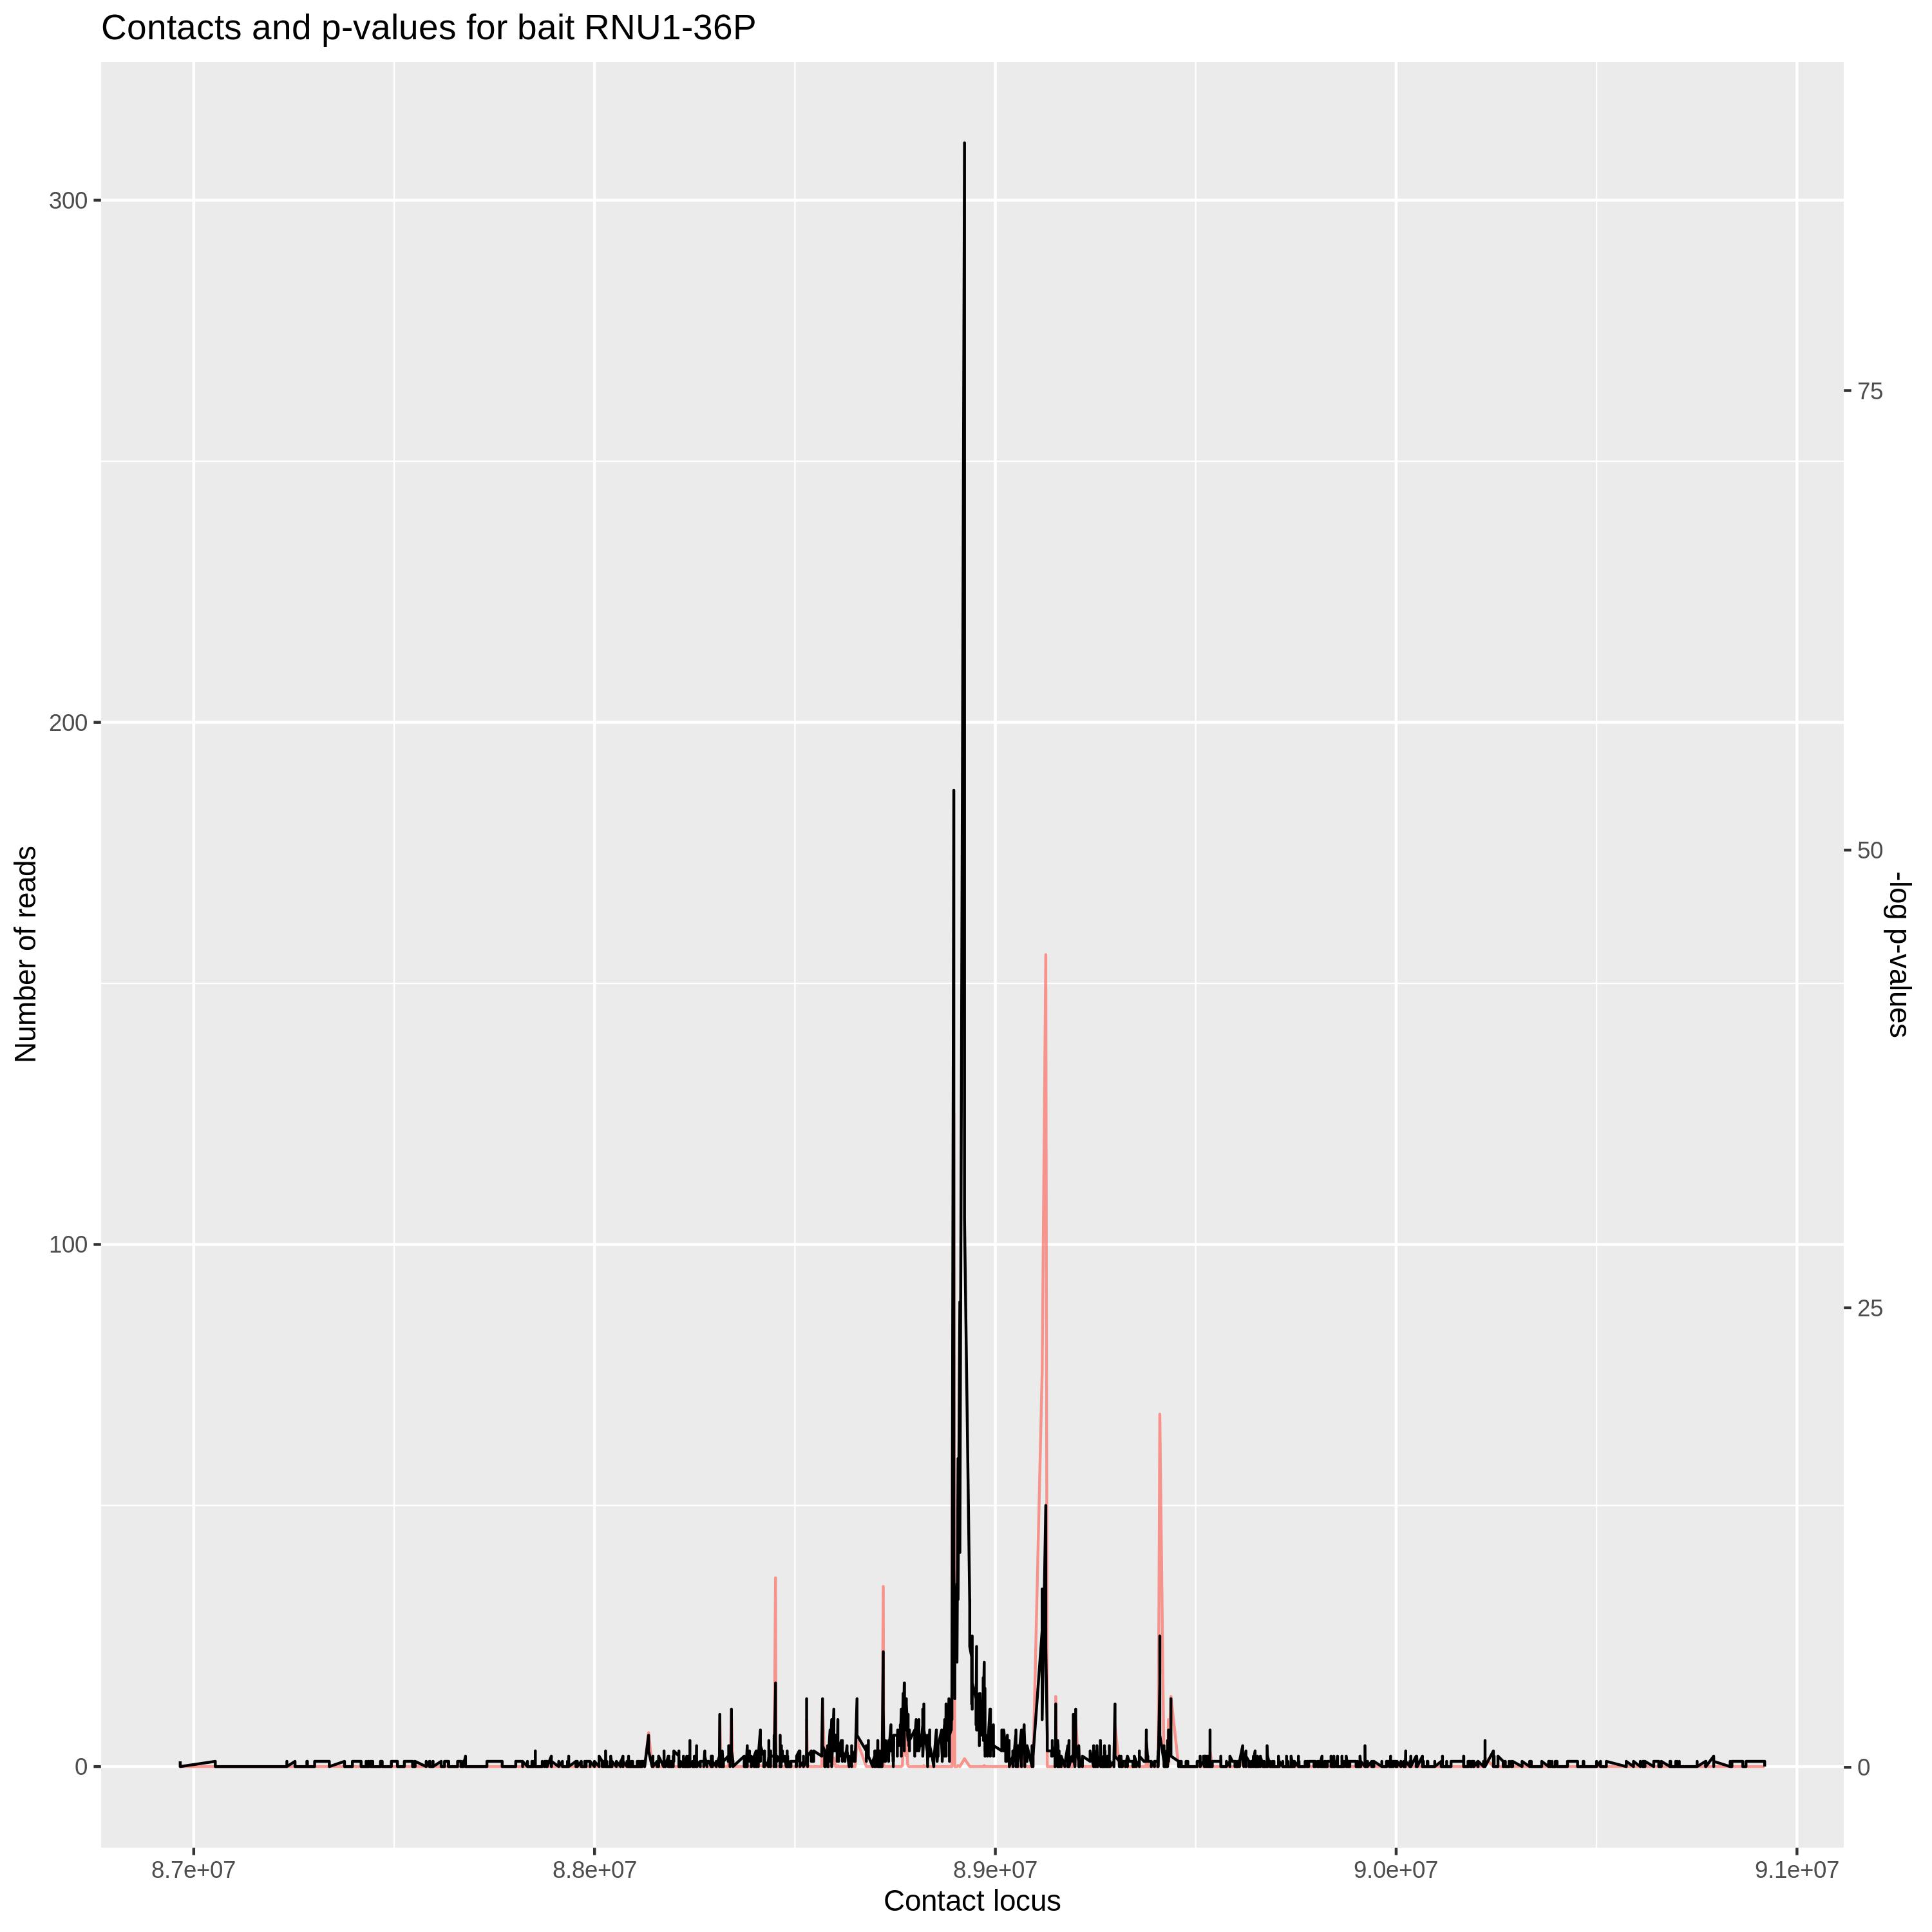 Contacts and p-values for bait RNU1-36P
300
200
100
0
75
50
25
0
Number of reads
-log p-values
8.7e+07 8.8e+07 8.9e+07 9.0e+07 9.1e+07
Contact locus